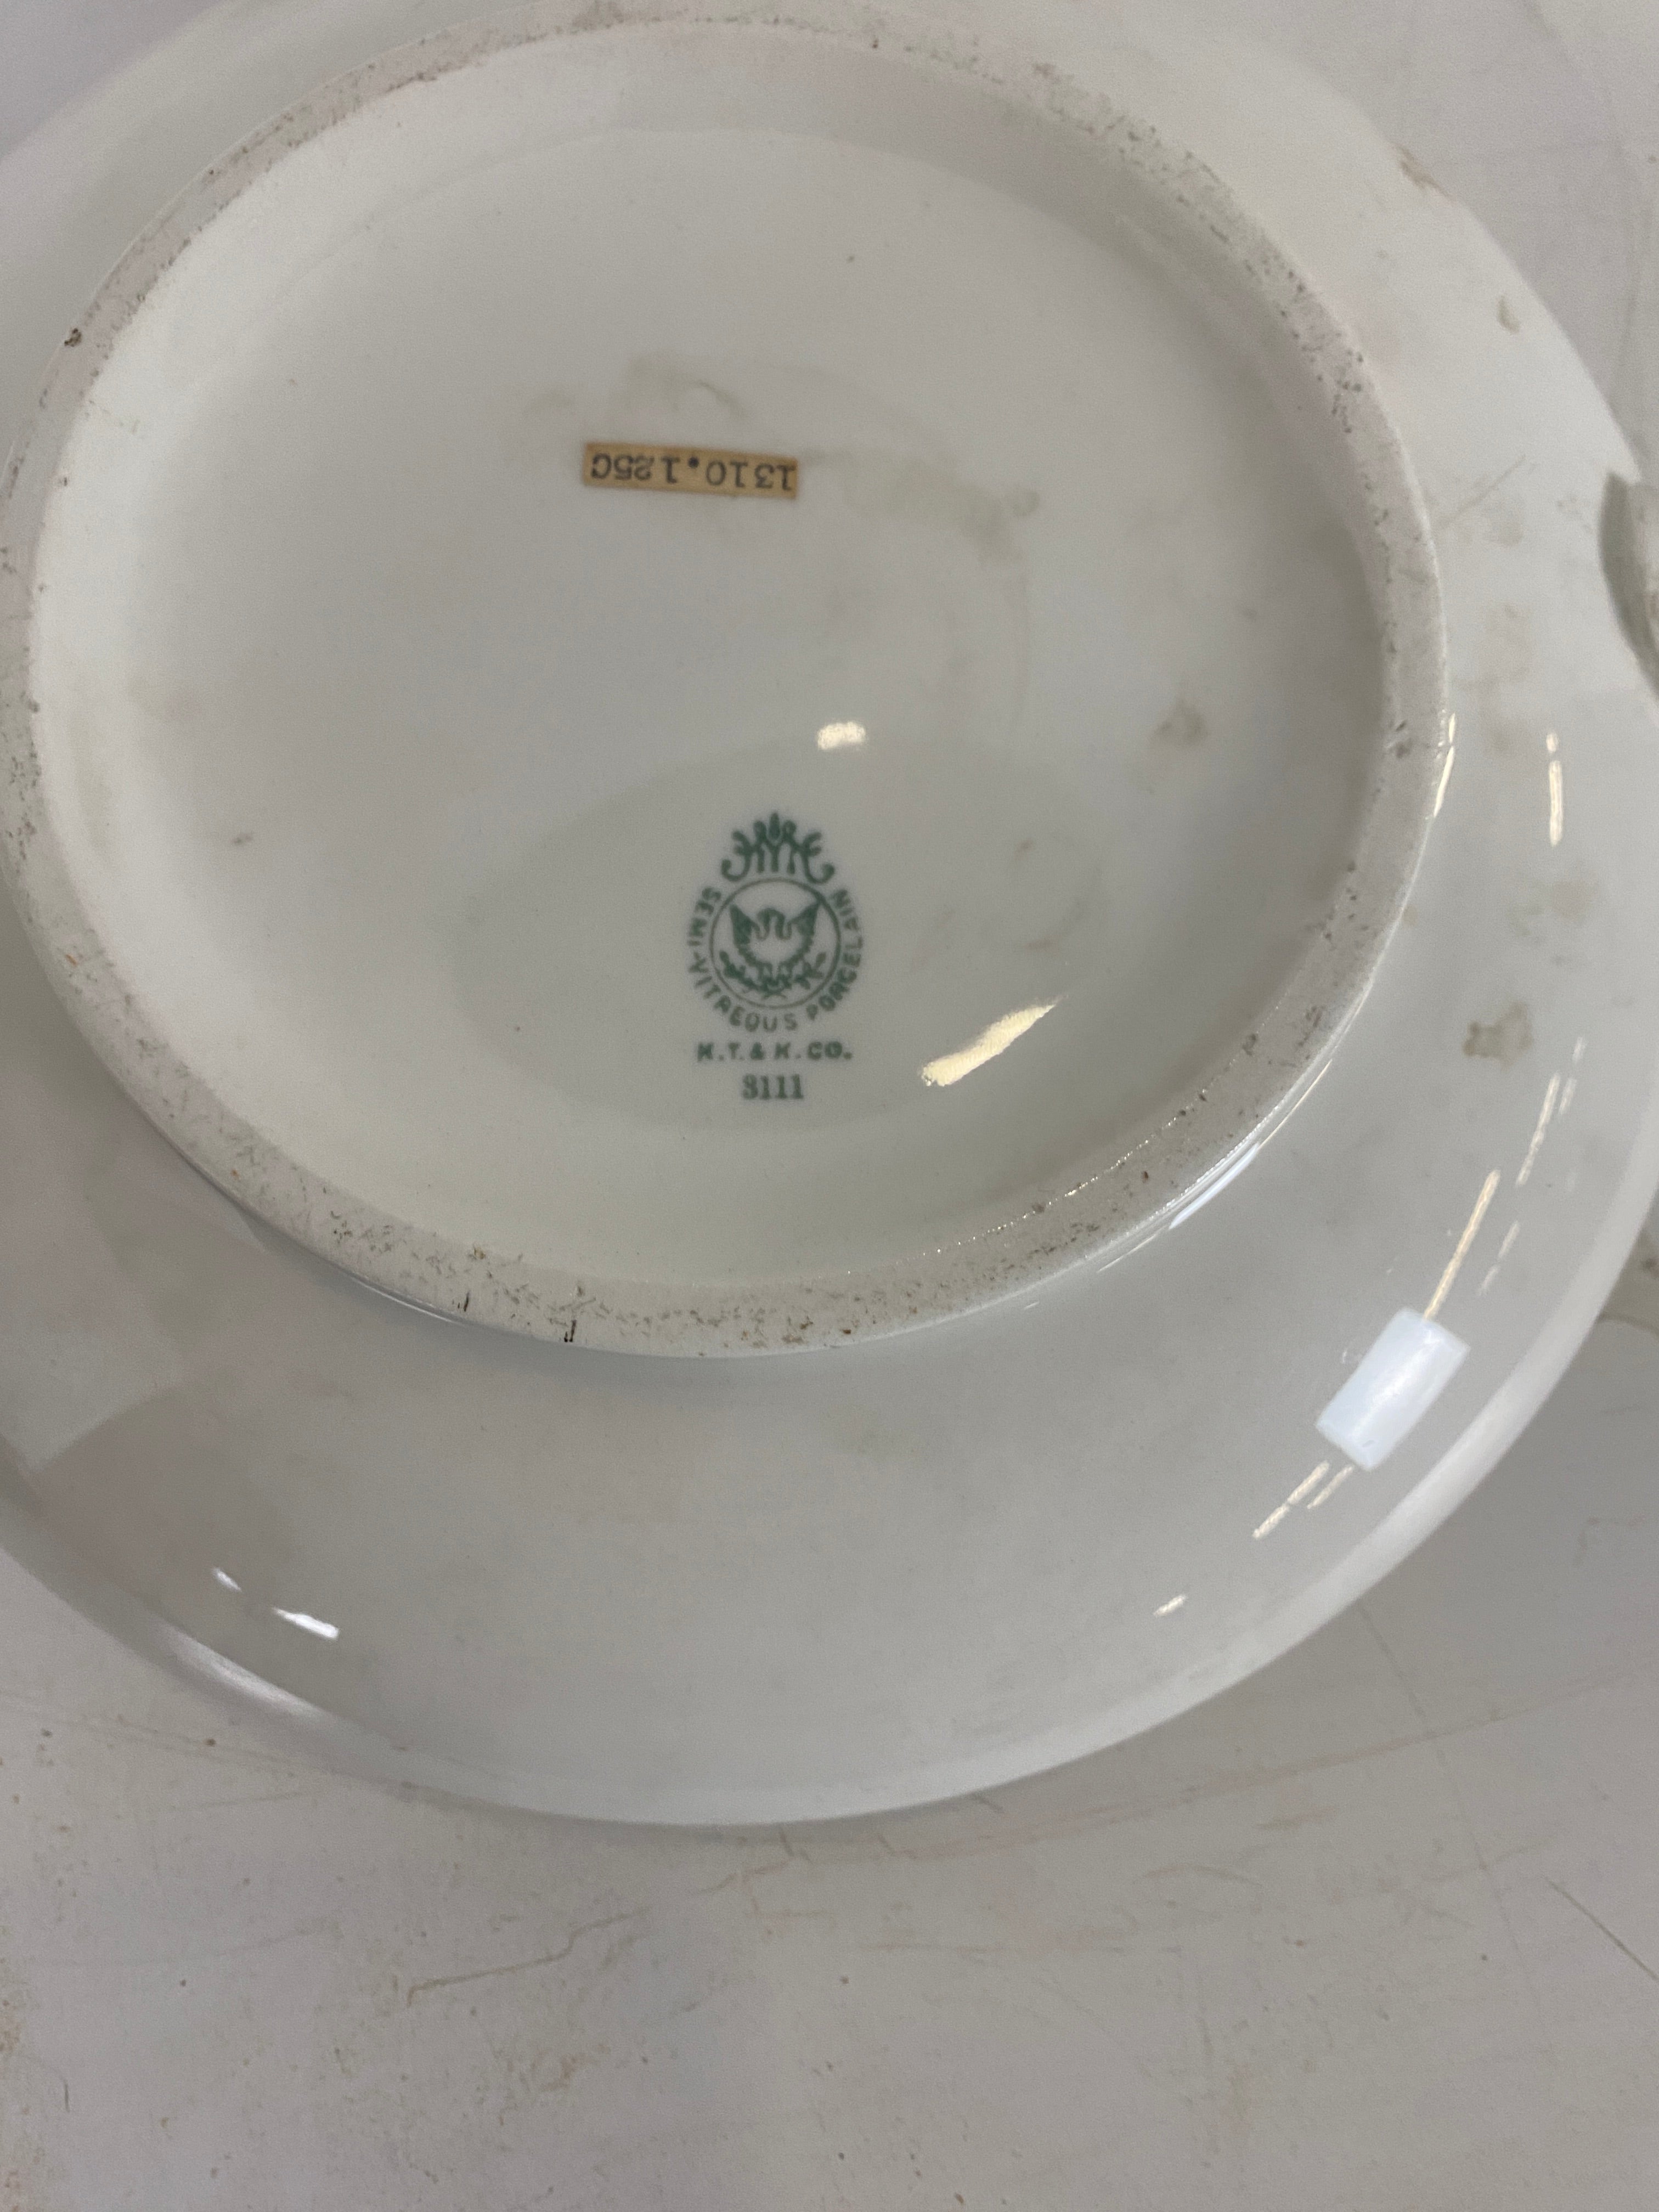 1310.125C
SEMI-VITREOUS PORCELAIN
K.T.& K.CO.
3111